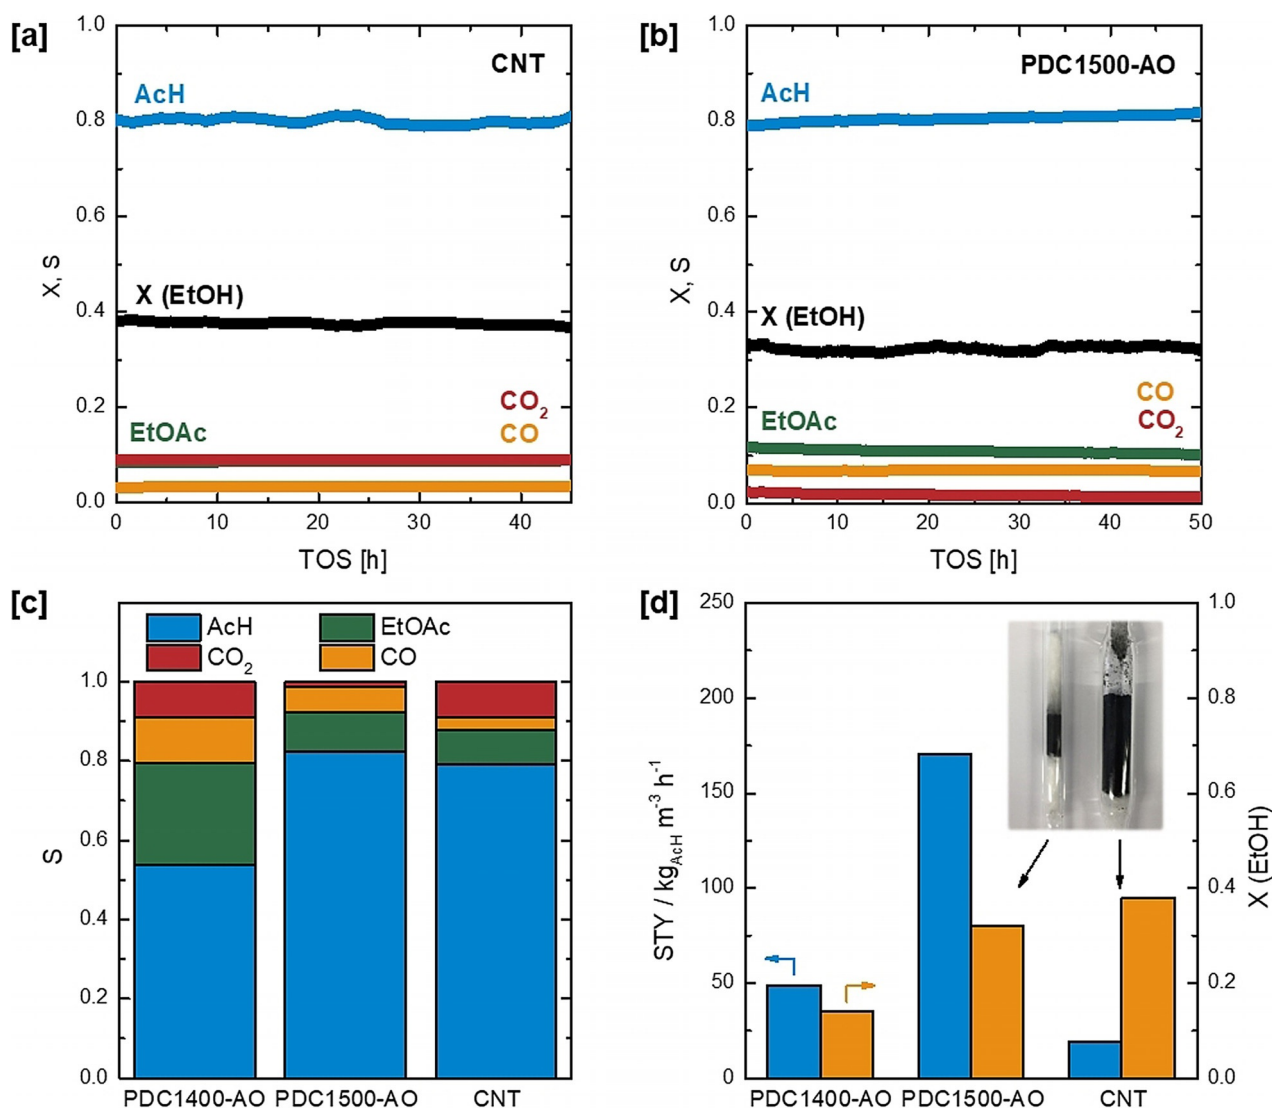 [a]
1.0
0.8
0.6
0.4
0.2
0.0
X, S
CNT
AcH
X (EtOH)
CO2
CO
EtOAc
0 10 20 30 40
TOS [h]
[b]
1.0
0.8
0.6
0.4
0.2
0.0
X, S
PDC1500-AO
AcH
X (EtOH)
CO
CO2
EtOAc
0 10 20 30 40 50
TOS [h]
[c]
AcH EtOAc
CO2 CO
1.0
0.8
0.6
0.4
0.2
0.0
S
PDC1400-AO PDC1500-AO CNT
[d]
250
200
150
100
50
0
STY / kgAcH m-3 h-1
1.0
0.8
0.6
0.4
0.2
0.0
X (EtOH)
PDC1400-AO PDC1500-AO CNT